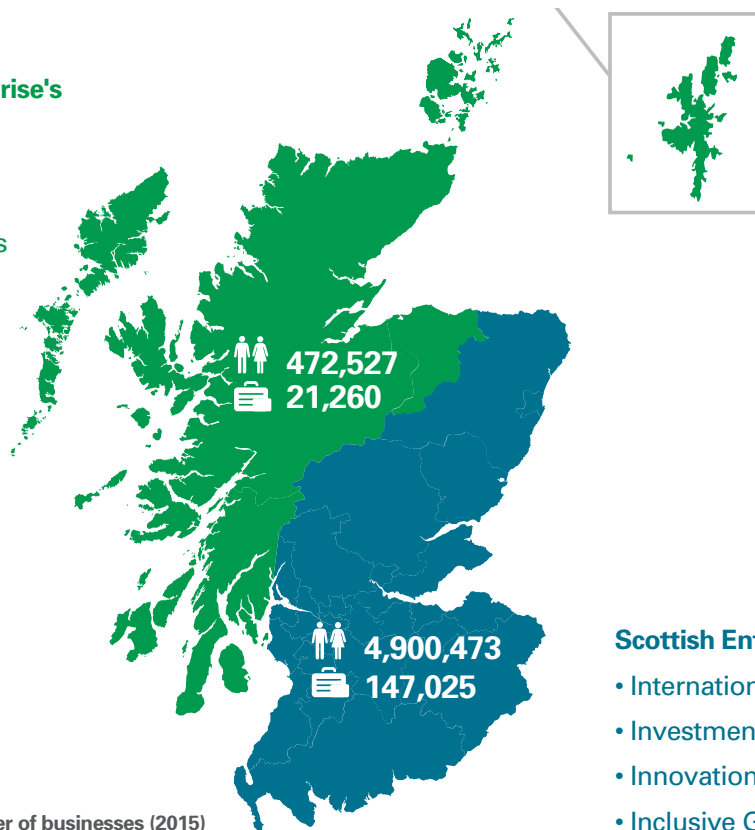 rise's
s
472,527
21,260
4,900,473
147,025
Scottish Ent
• Internation
• Investmen
• Innovation
• Inclusive G
er of businesses (2015)